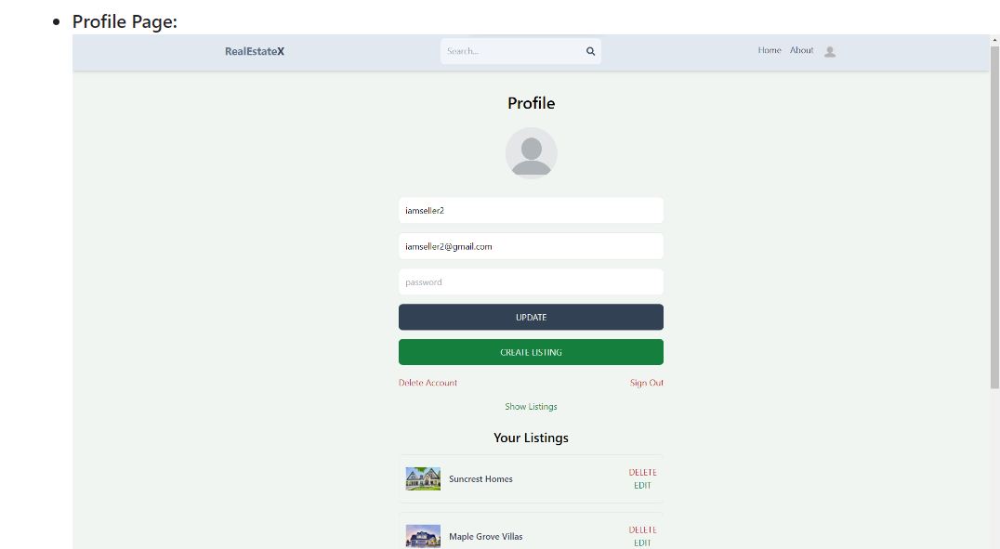 Profile Page:
RealEstateX
Search...
Home About
Profile
iamseller2
iamseller2@gmail.com
password
UPDATE
CREATE LISTING
Delete Account Sign Out
Show Listings
Your Listings
Suncrest Homes
DELETE
EDIT
Maple Grove Villas
DELETE
EDIT